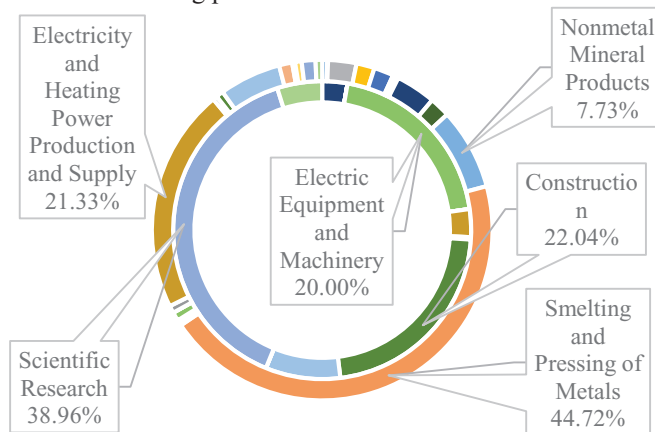 Electricity
and
Heating
Power
Production
and Supply
21.33%
Nonmetal
Mineral
Products
7.73%
Electric
Equipment
and
Machinery
20.00%
Constructio
n
22.04%
Scientific
Research
38.96%
Smelting
and
Pressing of
Metals
44.72%